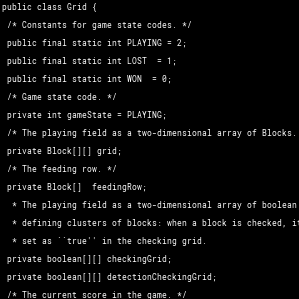 public class Grid {
/* Constants for game state codes. */
public final static int PLAYING = 2;
public final static int LOST  = 1;
public final static int WON  = 0;
/* Game state code. */
private int gameState = PLAYING;
/* The playing field as a two-dimensional array of Blocks.
private Block[][] grid;
/* The feeding row. */
private Block[]  feedingRow;
* The playing field as a two-dimensional array of boolean
* defining clusters of blocks: when a block is checked, it
* set as ``true'' in the checking grid.
private boolean[][] checkingGrid;
private boolean[][] detectionCheckingGrid;
/* The current score in the game. */